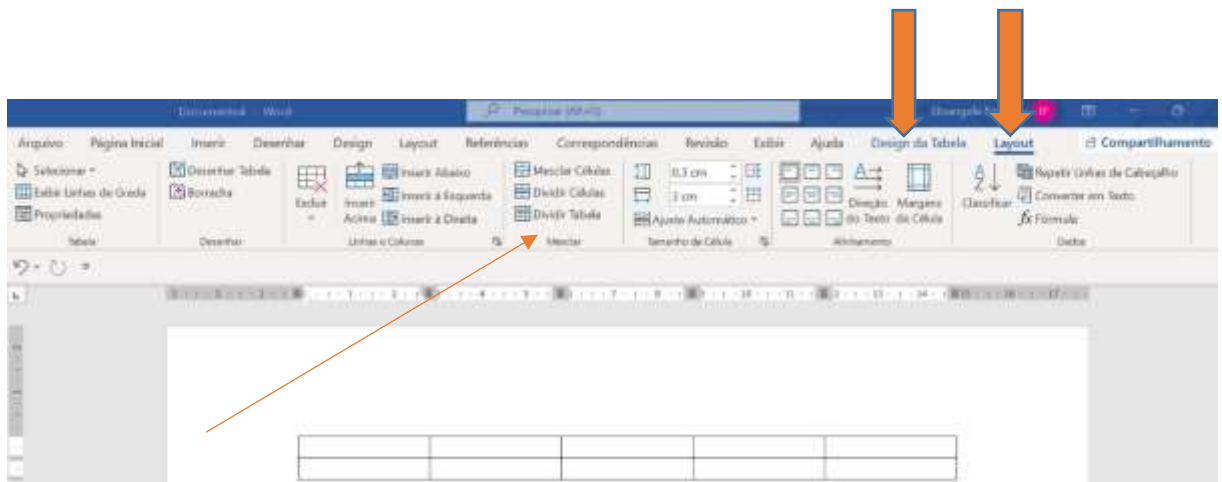 Documento4 - Word
Pesquisar (Alt+G)
Arquivo Página Inicial Inserir Desenhar Design Layout Referências Correspondências Revisão Exibir Ajuda Design da Tabela Layout Compartilhamento
Selecionar Desenhar Tabela Inserir Abaixo Mesclar Células 0,3 cm Repetir Linhas de Cabeçalho
Exibir Linhas de Grade Borracha Excluir Inserir Acima Inserir à Esquerda Dividir Células 3 cm Direção do Texto Margens da Célula Classificar Converter em Texto
Propriedades Inserir à Direita Dividir Tabela Ajuste Automático fx Fórmula
Tabela Desenhar Linhas e Colunas Mesclar Tamanho da Célula Alinhamento Dados